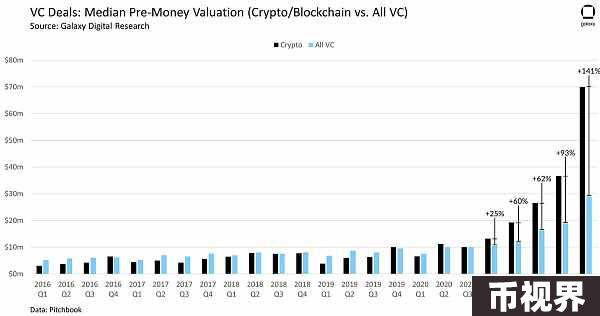 VC Deals: Median Pre-Money Valuation (Crypto/Blockchain vs. All VC)
Source: Galaxy Digital Research
galaxy
Crypto All VC
$80m
$70m
$60m
$50m
$40m
$30m
$20m
$10m
$0m
+25%
+60%
+62%
+93%
+141%
2016 2016 2016 2016 2017 2017 2017 2017 2018 2018 2018 2018 2019 2019 2019 2019 2020 2020
Q1 Q2 Q3 Q4 Q1 Q2 Q3 Q4 Q1 Q2 Q3 Q4 Q1 Q2 Q3 Q4 Q1 Q2 Q3
Data: Pitchbook
币视界